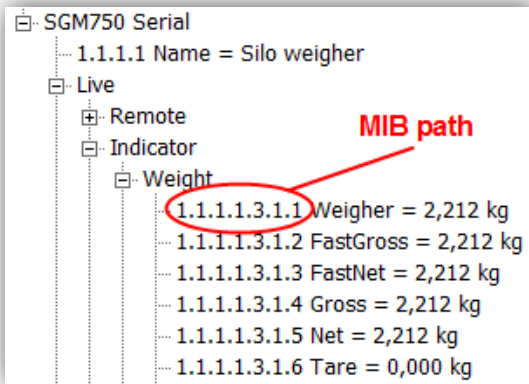 SGM750 Serial
1.1.1.1 Name = Silo weigher
Live
Remote
MIB path
Indicator
Weight
1.1.1.1.3.1.1 Weigher = 2,212 kg
1.1.1.1.3.1.2 FastGross = 2,212 kg
1.1.1.1.3.1.3 FastNet = 2,212 kg
1.1.1.1.3.1.4 Gross = 2,212 kg
1.1.1.1.3.1.5 Net = 2,212 kg
1.1.1.1.3.1.6 Tare = 0,000 kg